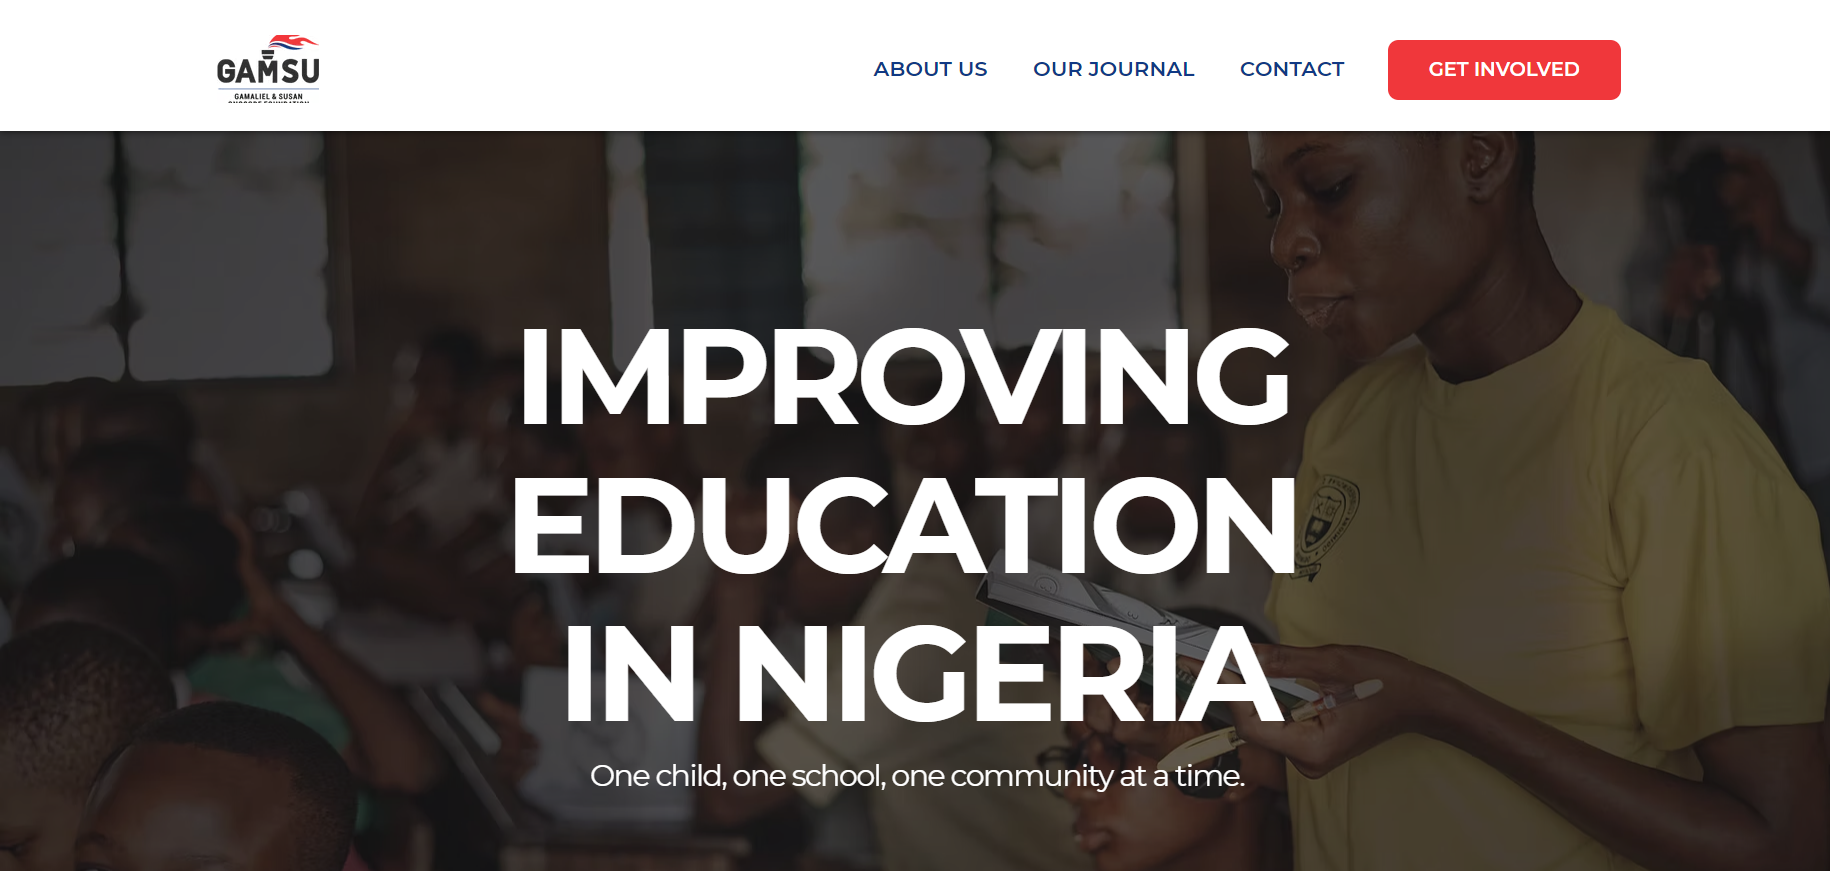 GAMSU
GAMALIEL & SUSAN
ABOUT US
OUR JOURNAL
CONTACT
GET INVOLVED
IMPROVING
EDUCATION
IN NIGERIA
One child, one school, one community at a time.